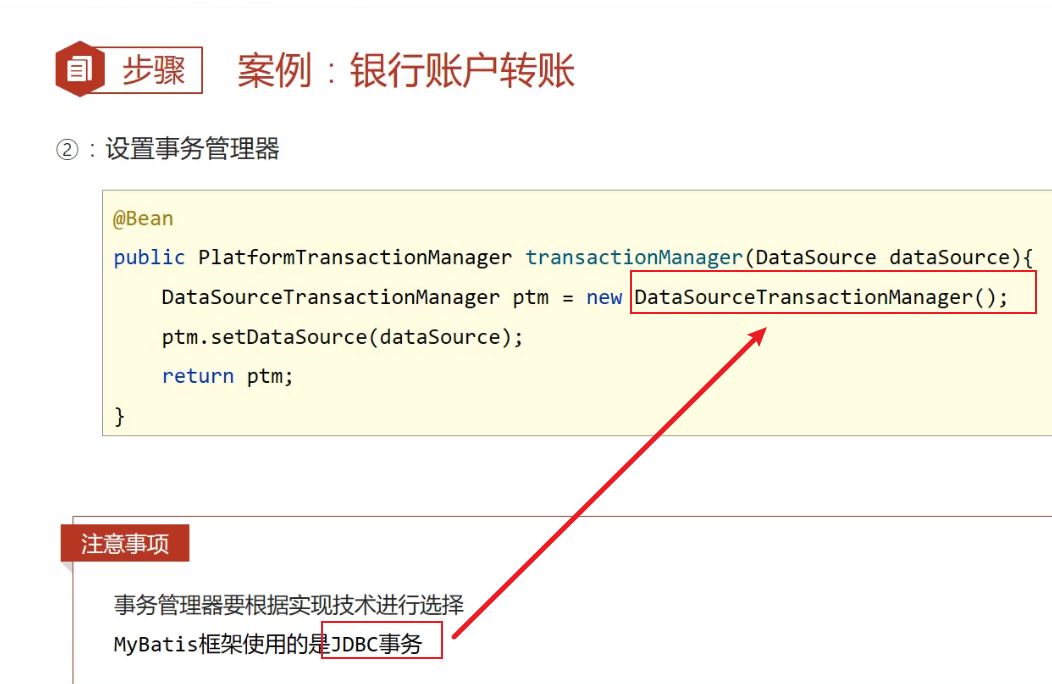 步骤 案例：银行账户转账
②：设置事务管理器
@Bean
public PlatformTransactionManager transactionManager(DataSource dataSource){
DataSourceTransactionManager ptm = new DataSourceTransactionManager();
ptm.setDataSource(dataSource);
return ptm;
}
注意事项
事务管理器要根据实现技术进行选择
MyBatis框架使用的是JDBC事务